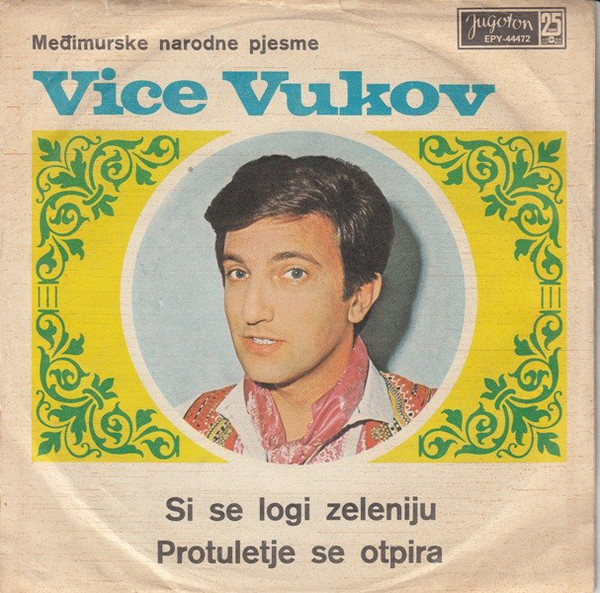 Jugoton 25
EPY-44472
Međimurske narodne pjesme
Vice Vukov
Si se logi zeleniju
Protuletje se otpira